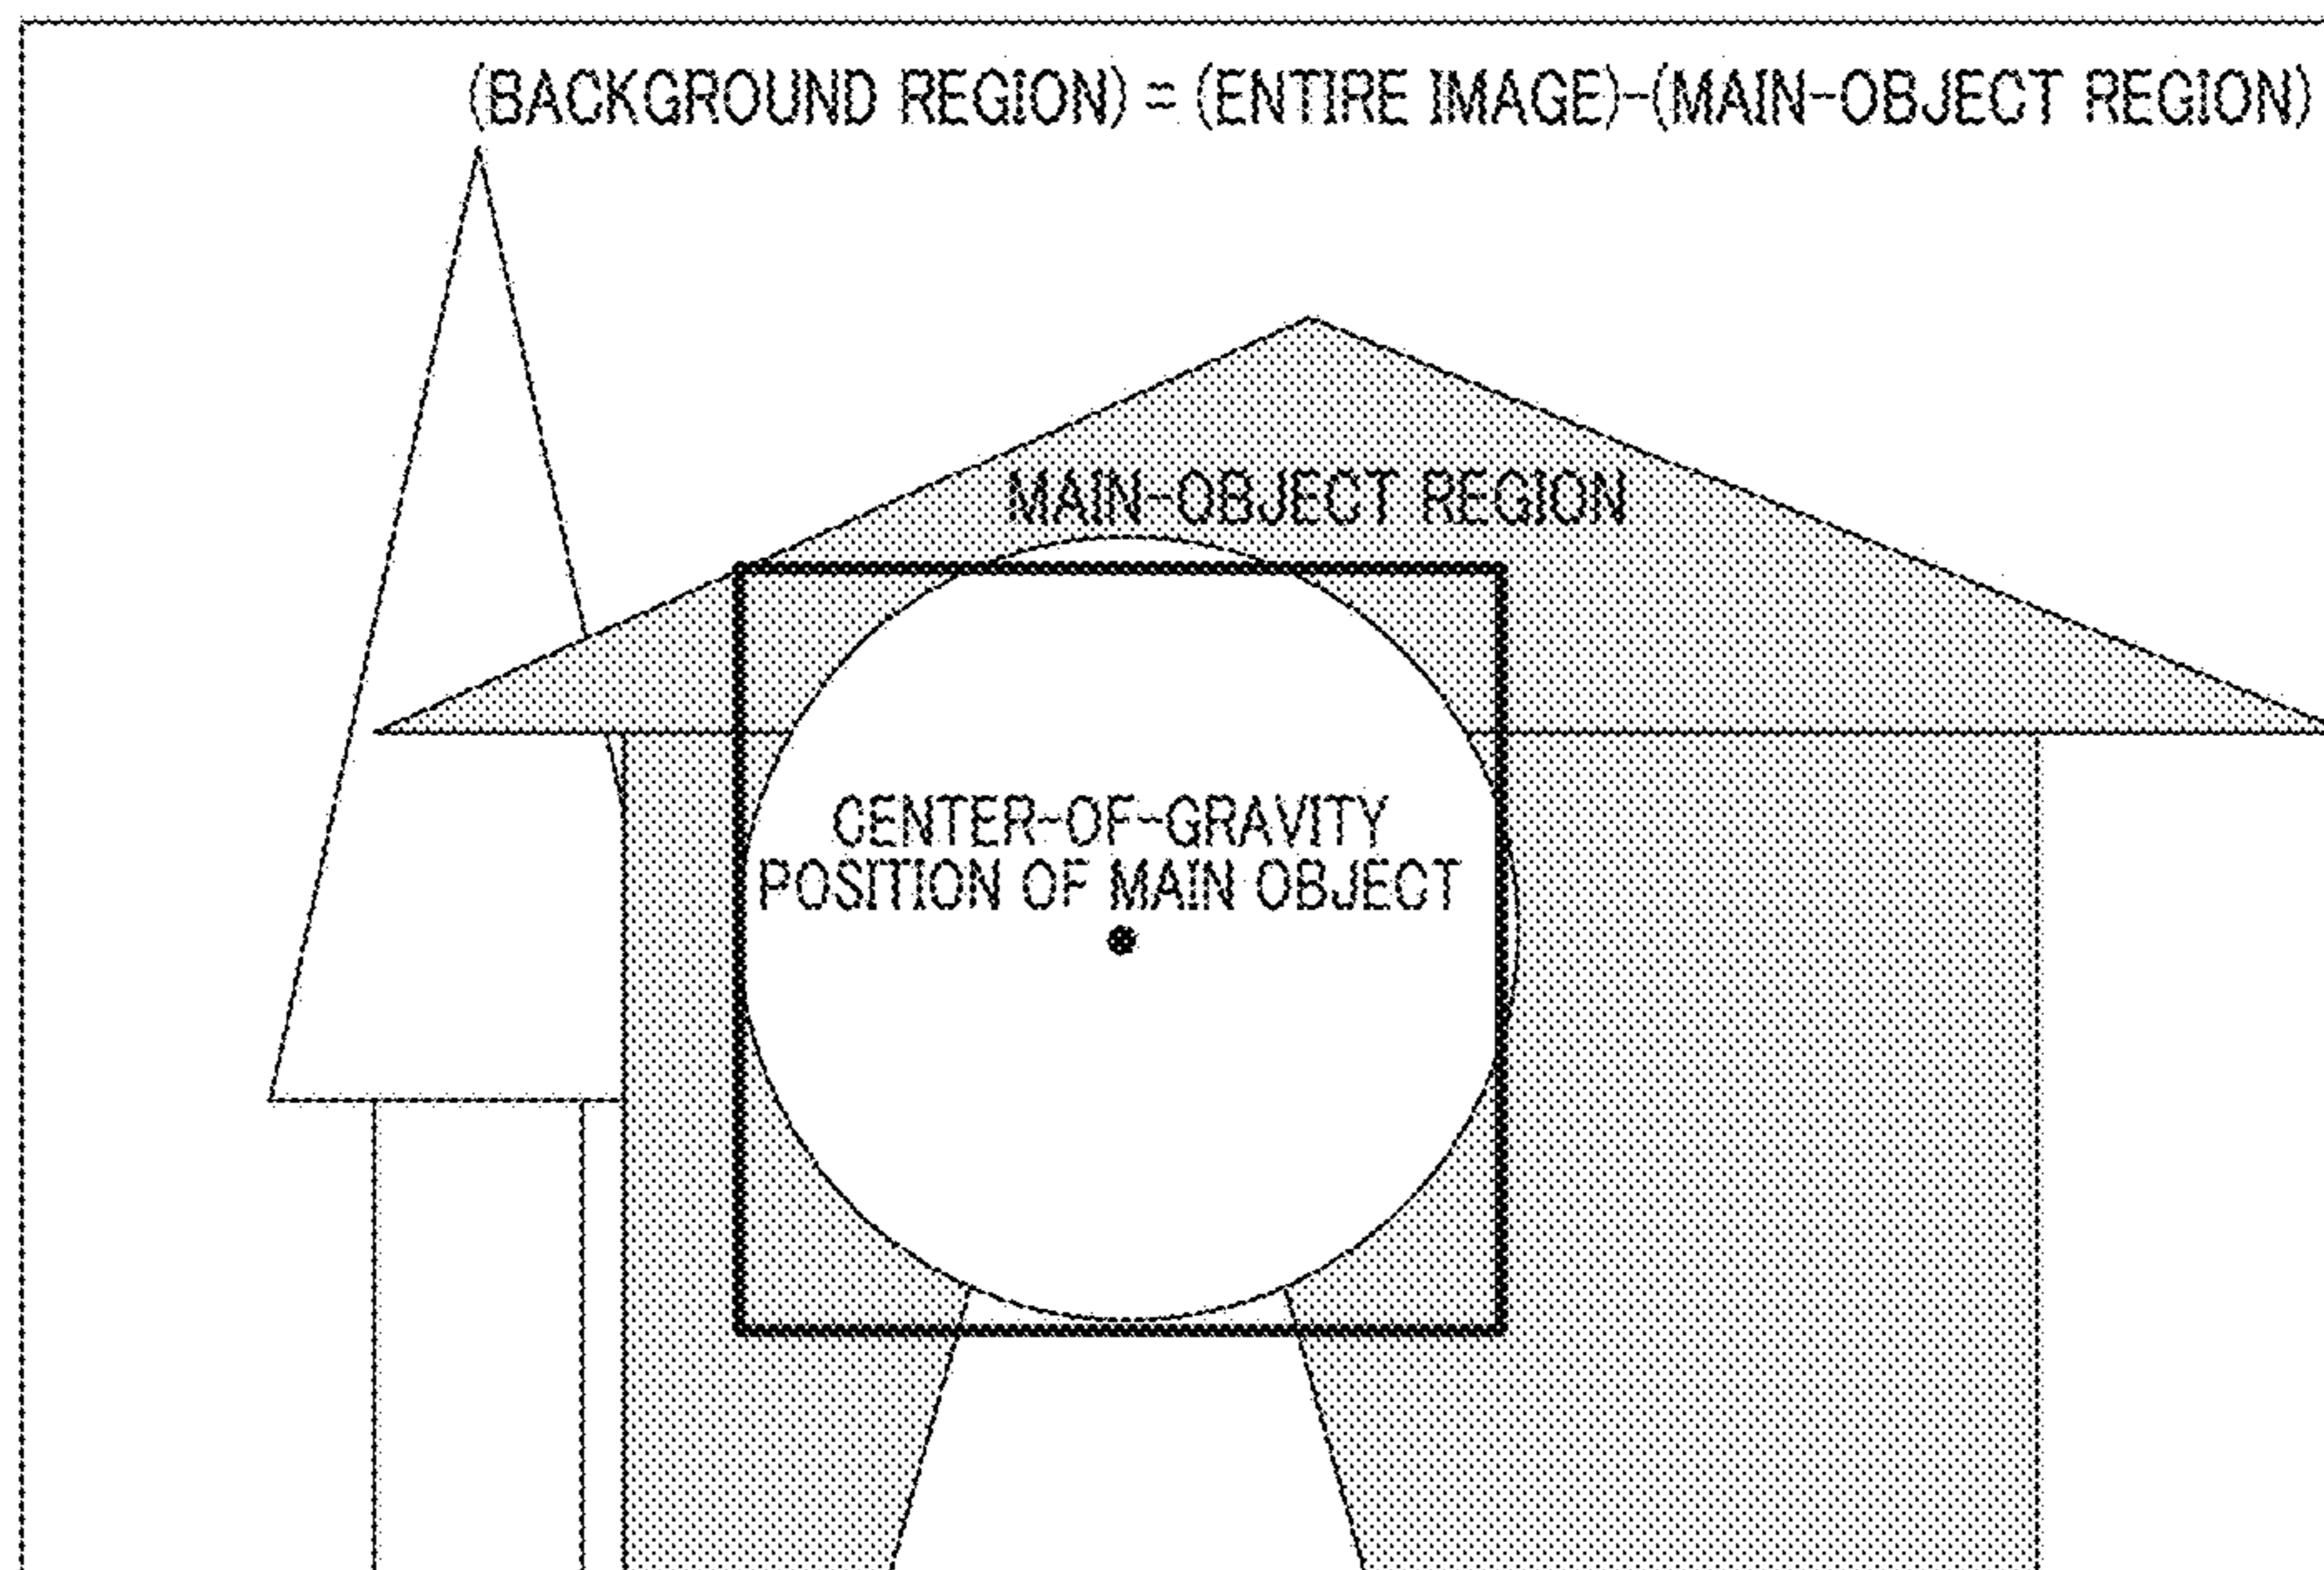 (BACKGROUND REGION) = (ENTIRE IMAGE)-(MAIN-OBJECT REGION)
MAIN-OBJECT REGION
CENTER-OF-GRAVITY
POSITION OF MAIN OBJECT